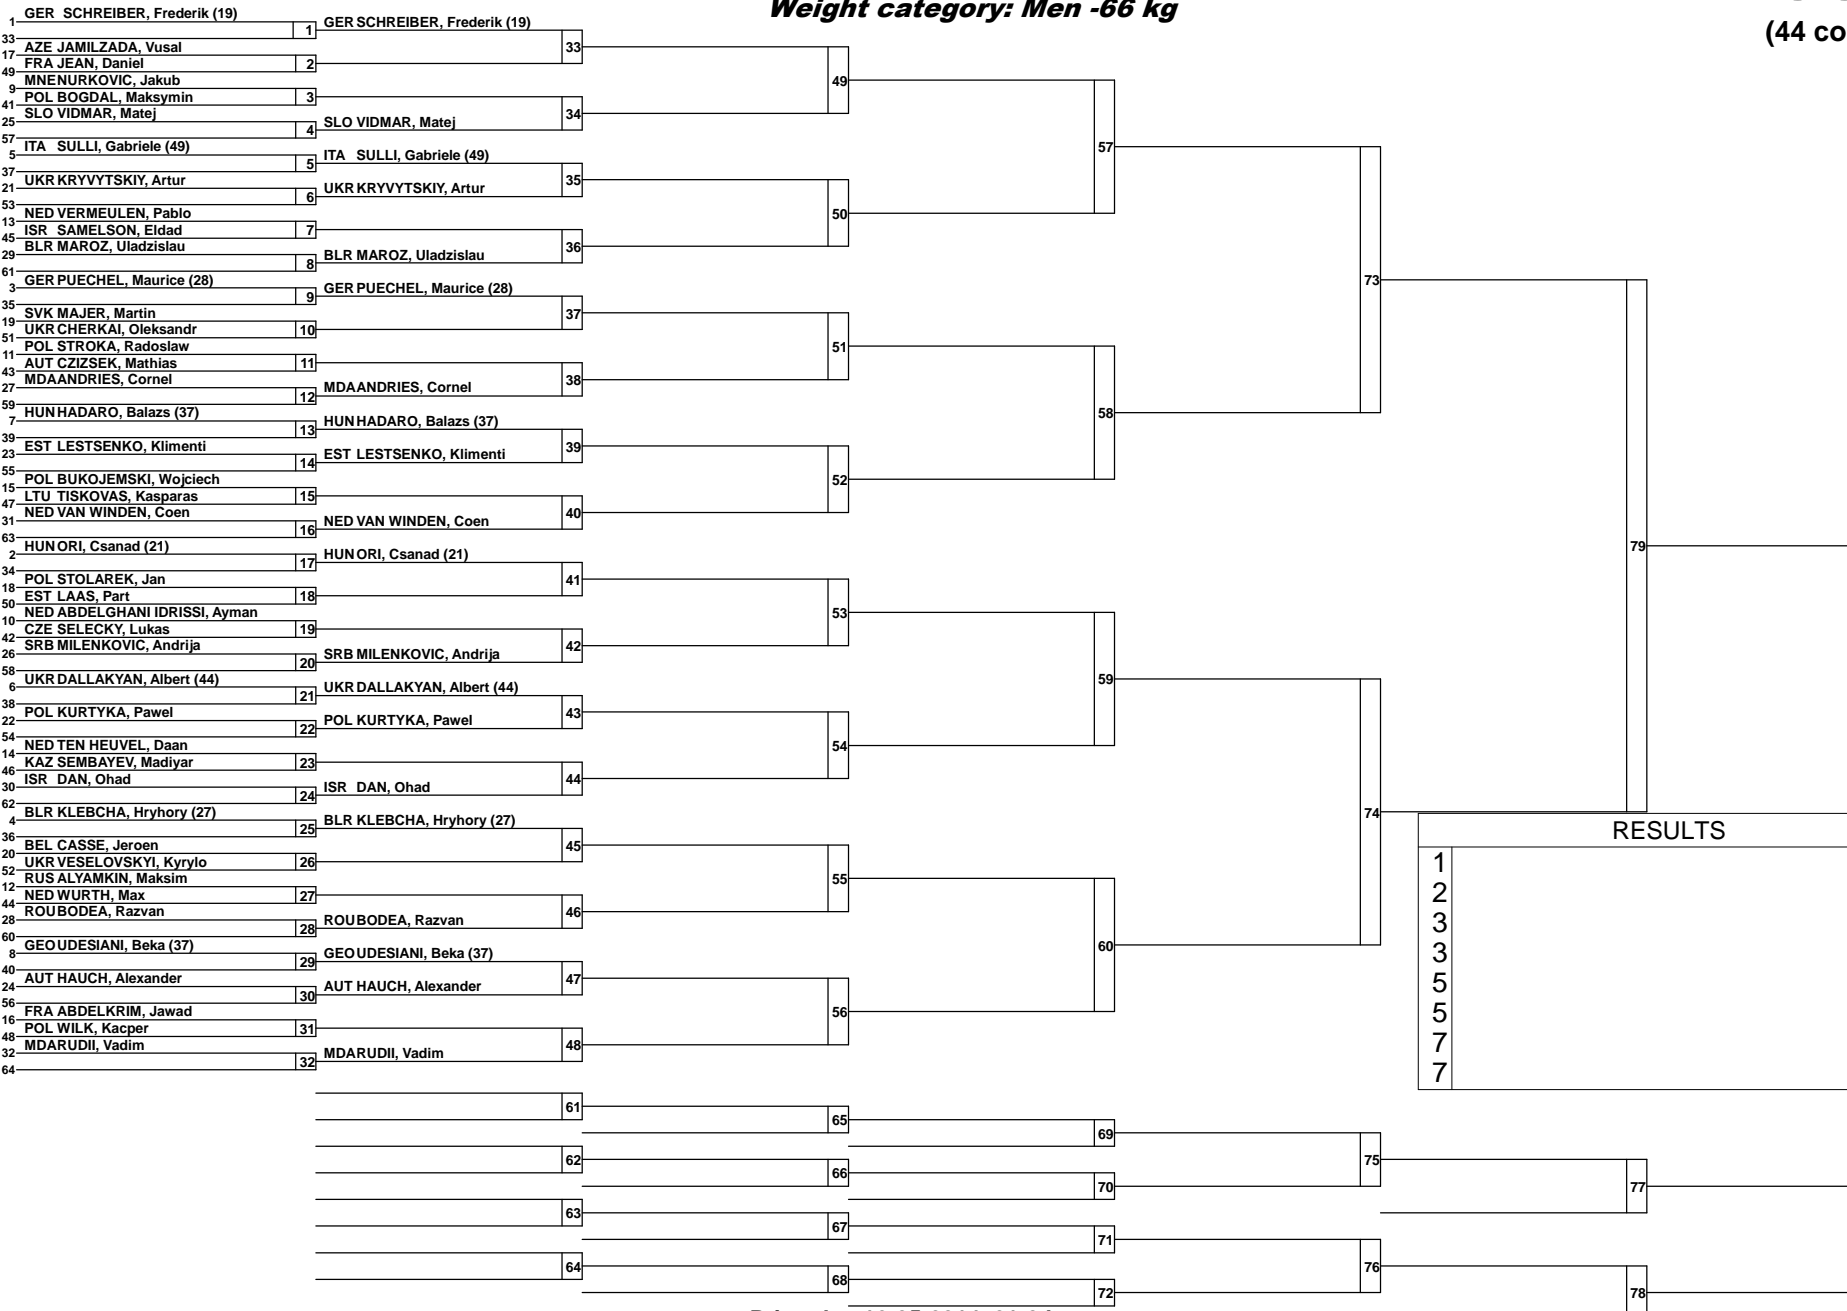 Weight category: Men -66 kg
(44 co
1 GER SCHREIBER, Frederik (19)
33
1 GER SCHREIBER, Frederik (19)
17 AZE JAMILZADA, Vusal
49 FRA JEAN, Daniel
2
33
9 MNE NURKOVIC, Jakub
41 POL BOGDAL, Maksymin
3
25 SLO VIDMAR, Matej
57
4 SLO VIDMAR, Matej
34
49
5 ITA SULLI, Gabriele (49)
37
5 ITA SULLI, Gabriele (49)
21 UKR KRYVYTSKIY, Artur
53
6 UKR KRYVYTSKIY, Artur
35
13 NED VERMEULEN, Pablo
45 ISR SAMELSON, Eldad
7
29 BLR MAROZ, Uladzislau
61
8 BLR MAROZ, Uladzislau
36
50
57
3 GER PUECHEL, Maurice (28)
35
9 GER PUECHEL, Maurice (28)
19 SVK MAJER, Martin
51 UKR CHERKAI, Oleksandr
10
37
11 POL STROKA, Radoslaw
43 AUT CZIZSEK, Mathias
11
27 MDA ANDRIES, Cornel
59
12 MDA ANDRIES, Cornel
38
51
7 HUN HADARO, Balazs (37)
39
13 HUN HADARO, Balazs (37)
23 EST LESTSENKO, Klimenti
55
14 EST LESTSENKO, Klimenti
39
15 POL BUKOJEMSKI, Wojciech
47 LTU TISKOVAS, Kasparas
15
31 NED VAN WINDEN, Coen
63
16 NED VAN WINDEN, Coen
40
52
58
73
2 HUN ORI, Csanad (21)
34
17 HUN ORI, Csanad (21)
18 POL STOLAREK, Jan
50 EST LAAS, Part
18
41
10 NED ABDELGHANI IDRISSI, Ayman
42 CZE SELECKY, Lukas
19
26 SRB MILENKOVIC, Andrija
58
20 SRB MILENKOVIC, Andrija
42
53
6 UKR DALLAKYAN, Albert (44)
38
21 UKR DALLAKYAN, Albert (44)
22 POL KURTYKA, Pawel
54
22 POL KURTYKA, Pawel
43
14 NED TEN HEUVEL, Daan
46 KAZ SEMBAYEV, Madiyar
23
30 ISR DAN, Ohad
62
24 ISR DAN, Ohad
44
54
59
4 BLR KLEBCHA, Hryhory (27)
36
25 BLR KLEBCHA, Hryhory (27)
20 BEL CASSE, Jeroen
52 UKR VESELOVSKYI, Kyrylo
26
45
12 RUS ALYAMKIN, Maksim
44 NED WURTH, Max
27
28 ROU BODEA, Razvan
60
28 ROU BODEA, Razvan
46
55
8 GEO UDESIANI, Beka (37)
40
29 GEO UDESIANI, Beka (37)
24 AUT HAUCH, Alexander
56
30 AUT HAUCH, Alexander
47
16 FRA ABDELKRIM, Jawad
48 POL WILK, Kacper
31
32 MDA RUDII, Vadim
64
32 MDA RUDII, Vadim
48
56
60
74
79
RESULTS
1
2
3
3
5
5
7
7
61
65
69
62
66
70
75
77
63
67
71
64
68
72
76
78